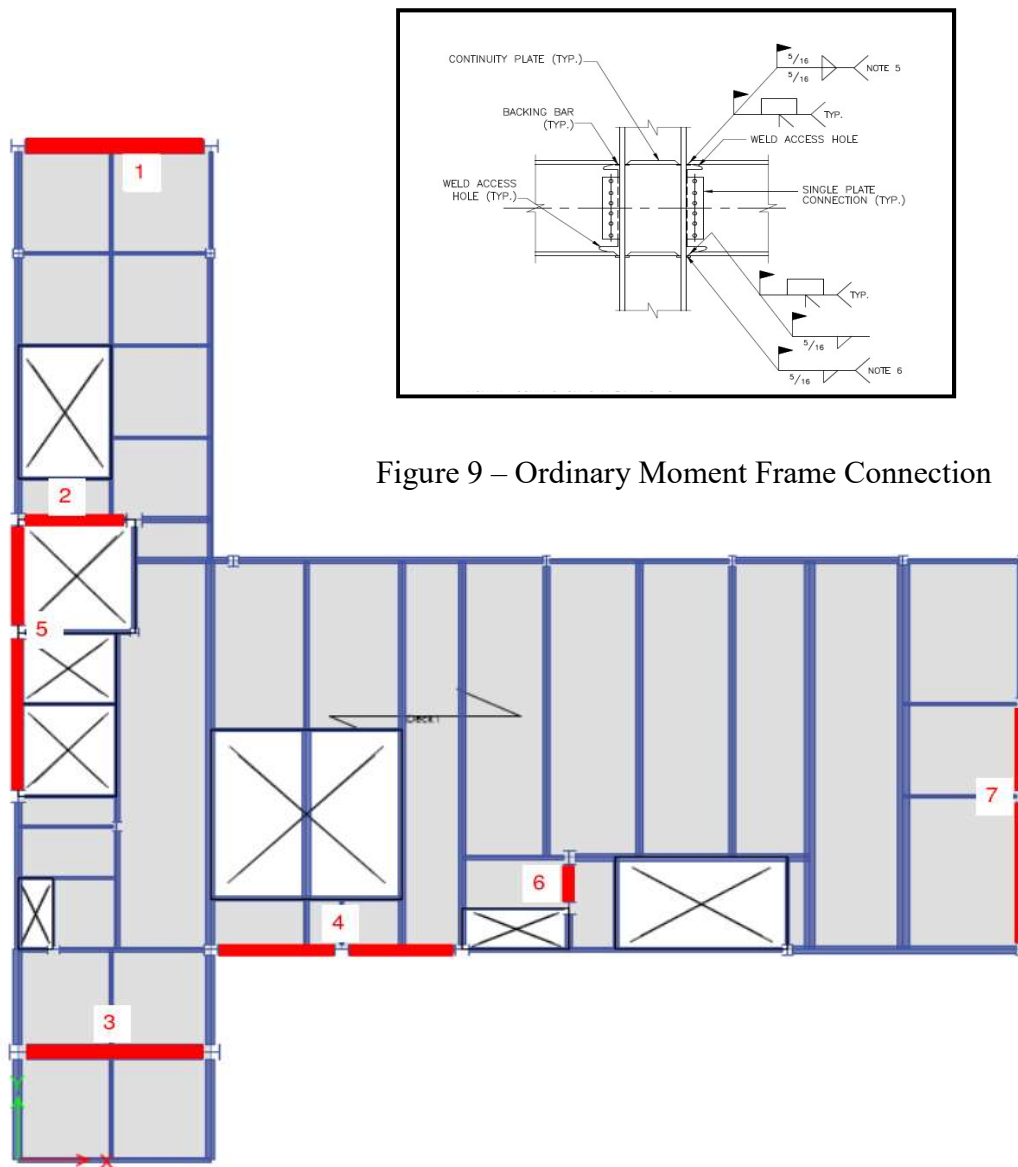 CONTINUITY PLATE (TYP.)
5/16
5/16
NOTE 5
BACKING BAR
(TYP.)
TYP.
WELD ACCESS HOLE
WELD ACCESS
HOLE (TYP.)
SINGLE PLATE
CONNECTION (TYP.)
TYP.
5/16
5/16
NOTE 6
Figure 9 – Ordinary Moment Frame Connection
1
2
5
7
6
4
3
Y
X